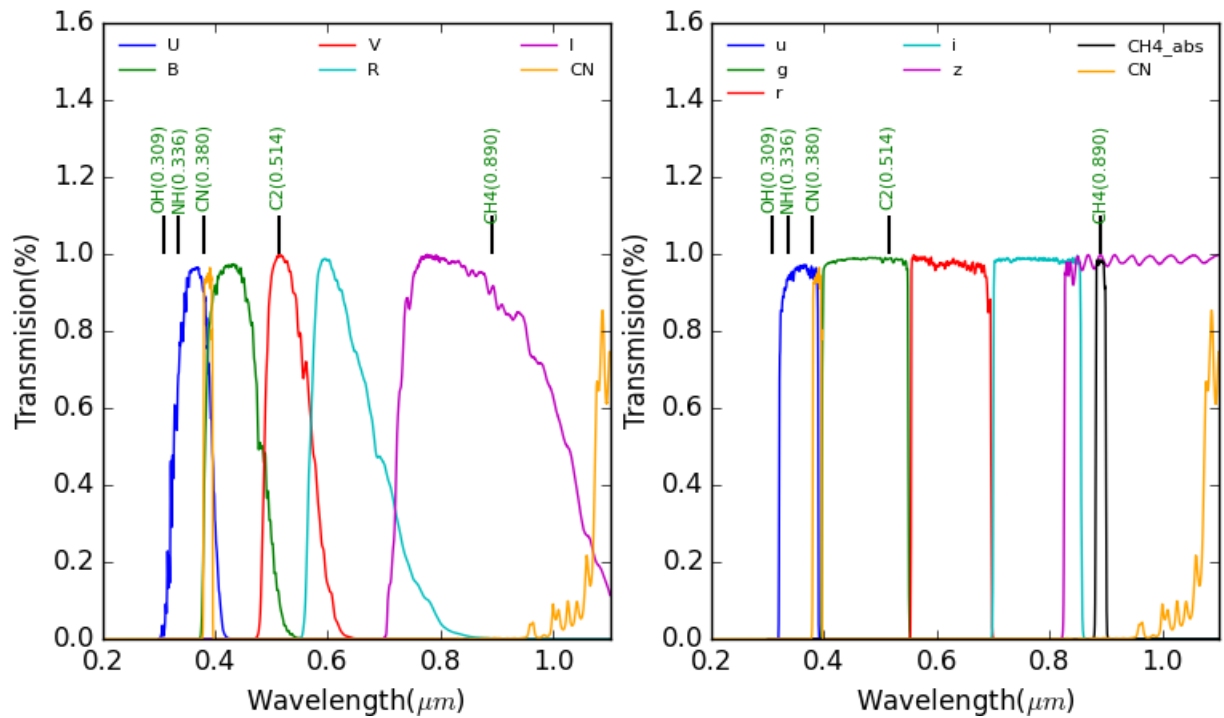 1.6
1.4
1.2
1.0
0.8
0.6
0.4
0.2
0.0
Transmision(%)
U
B
V
R
I
CN
OH(0.309)
NH(0.336)
CN(0.380)
C2(0.514)
CH4(0.890)
0.2 0.4 0.6 0.8 1.0
Wavelength(μm)
1.6
1.4
1.2
1.0
0.8
0.6
0.4
0.2
0.0
Transmision(%)
u
g
r
i
z
CH4_abs
CN
OH(0.309)
NH(0.336)
CN(0.380)
C2(0.514)
CH4(0.890)
0.2 0.4 0.6 0.8 1.0
Wavelength(μm)